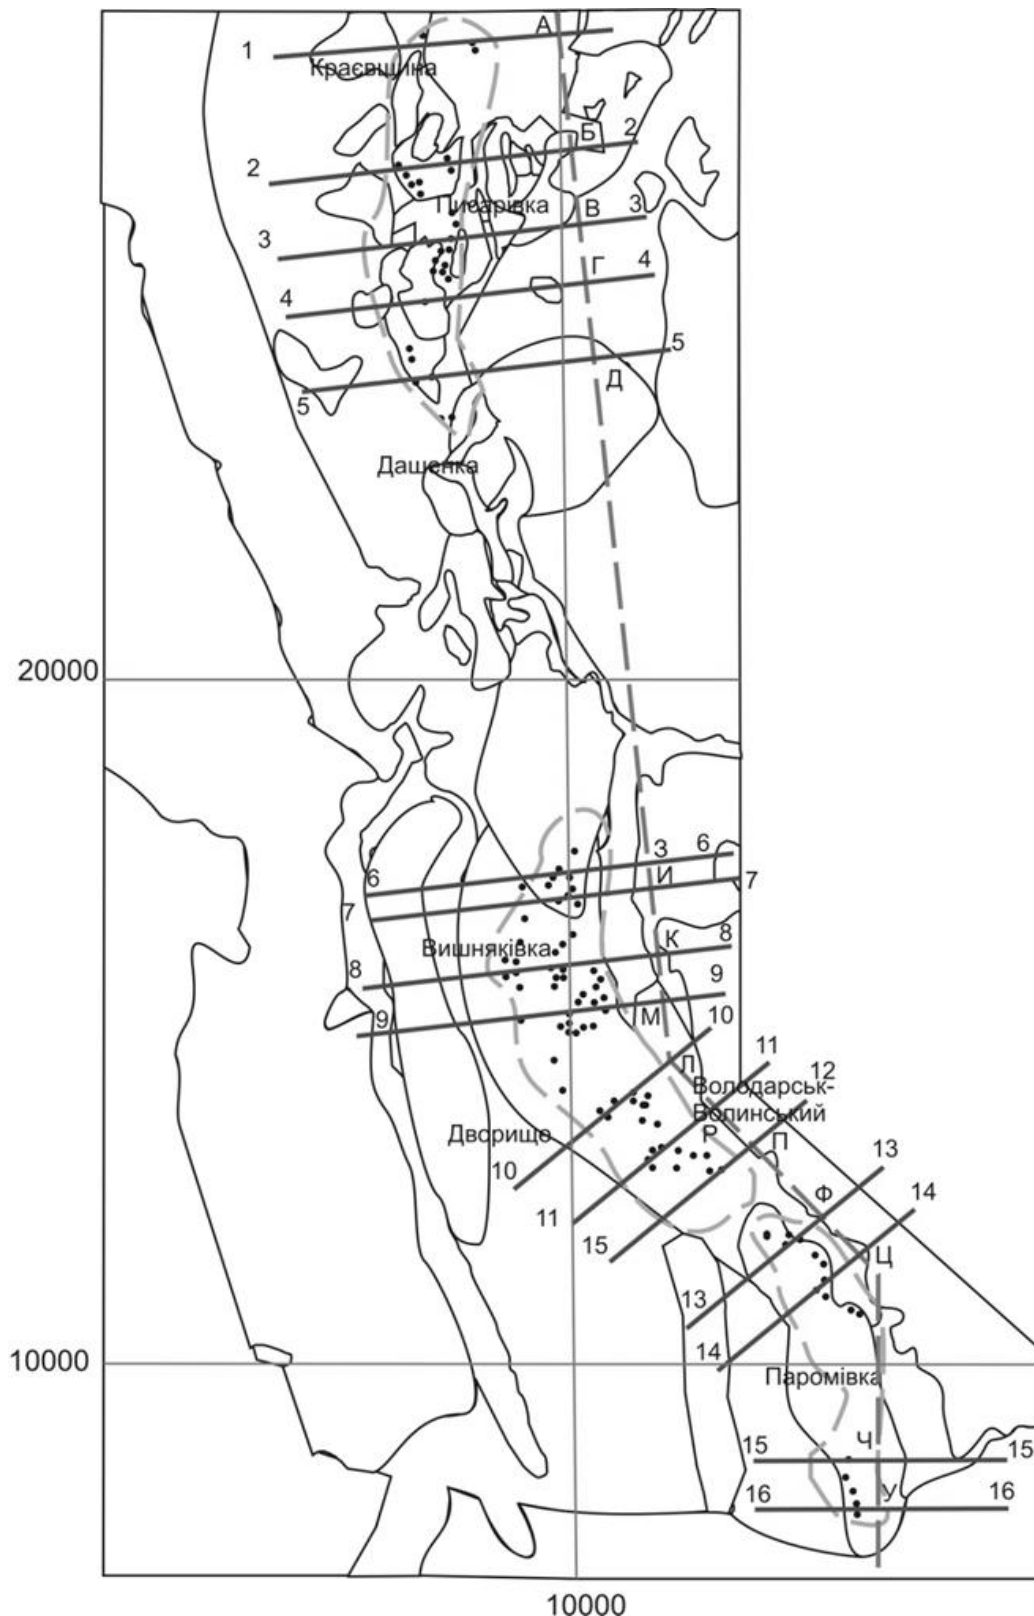 А
1
Краєвщина
Б
2
2
Писарівка
В
3
3
Г
4
4
5
Д
5
Дашенка
20000
З
6
6
И
7
7
К
8
Вишняківка
8
9
9
М
10
11
Л
12
Володарськ-
Волинський
Дворище
Р
П
10
13
11
Ф
14
15
Ц
13
14
10000
Паромівка
Ч
15
15
16
У
16
10000